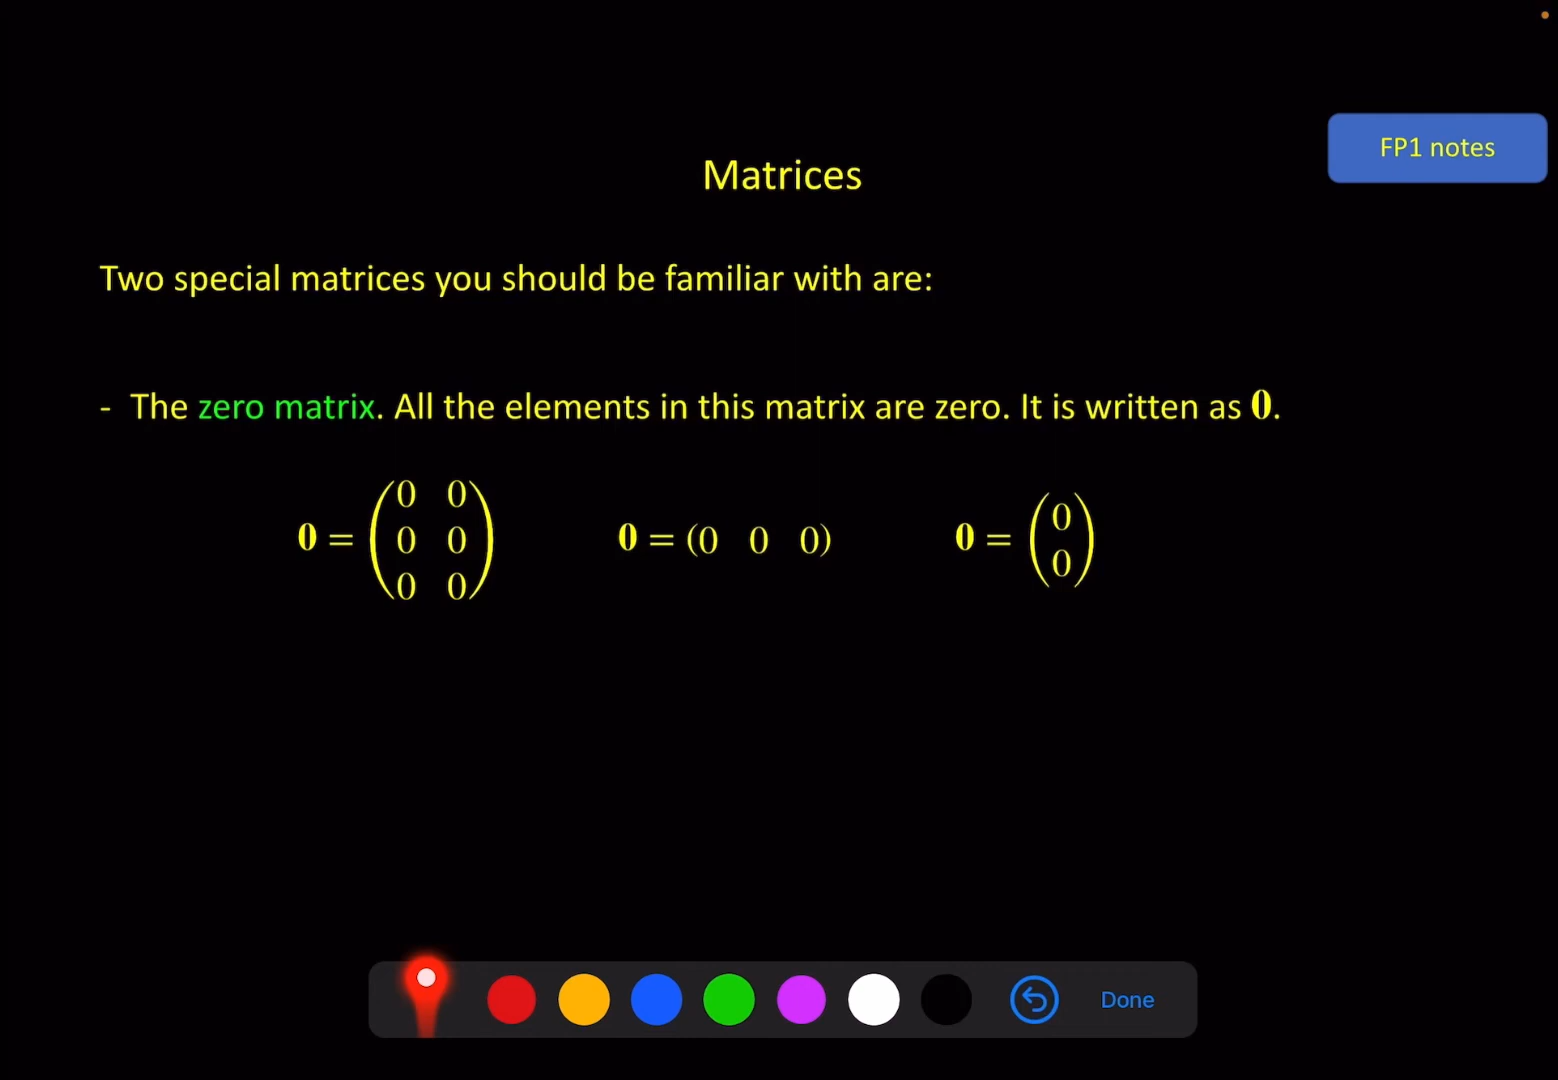 FP1 notes
Matrices
Two special matrices you should be familiar with are:
- The zero matrix. All the elements in this matrix are zero. It is written as 0.
0 = (0 0
0 0
0 0) 0 = (0 0 0) 0 = (0
0)
Done